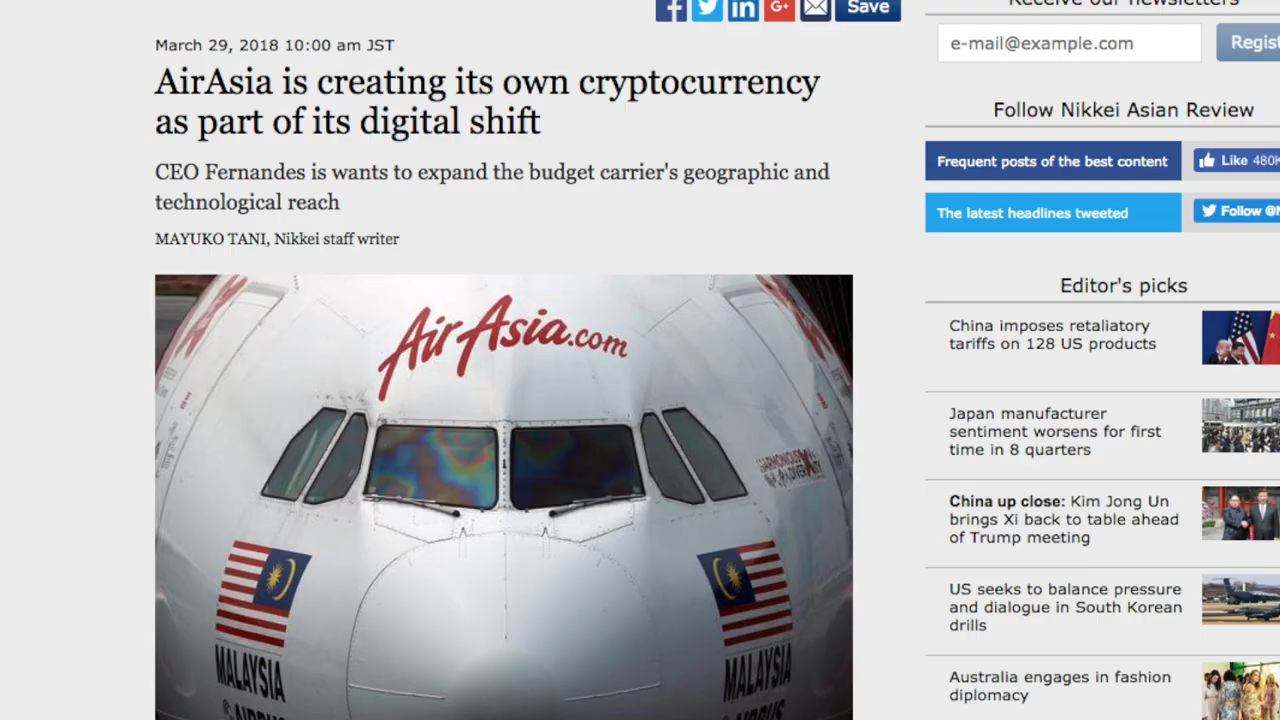 Save
Receive our newsletters
March 29, 2018 10:00 am JST
e-mail@example.com
AirAsia is creating its own cryptocurrency
as part of its digital shift
CEO Fernandes is wants to expand the budget carrier's geographic and
technological reach
MAYUKO TANI, Nikkei staff writer
AirAsia.com
MALAYSIA
MALAYSIA
Follow Nikkei Asian Review
Frequent posts of the best content
Like 480K
The latest headlines tweeted
Follow
Editor's picks
China imposes retaliatory
tariffs on 128 US products
Japan manufacturer
sentiment worsens for first
time in 8 quarters
China up close: Kim Jong Un
brings Xi back to table ahead
of Trump meeting
US seeks to balance pressure
and dialogue in South Korean
drills
Australia engages in fashion
diplomacy